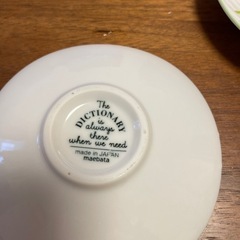 The
DICTIONARY
is
always
there
when we need
made in JAPAN
maebata